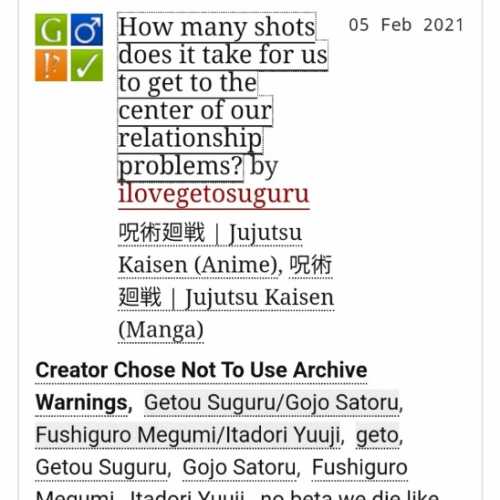 G ♂
How many shots 05 Feb 2021
does it take for us
to get to the
center of our
relationship
problems? by
ilovegetosuguru
呪術廻戦 | Jujutsu
Kaisen (Anime), 呪術
廻戦 | Jujutsu Kaisen
(Manga)
Creator Chose Not To Use Archive
Warnings, Getou Suguru/Gojo Satoru,
Fushiguro Megumi/Itadori Yuuji, geto,
Getou Suguru, Gojo Satoru, Fushiguro
Megumi, Itadori Yuuji, no beta we die like